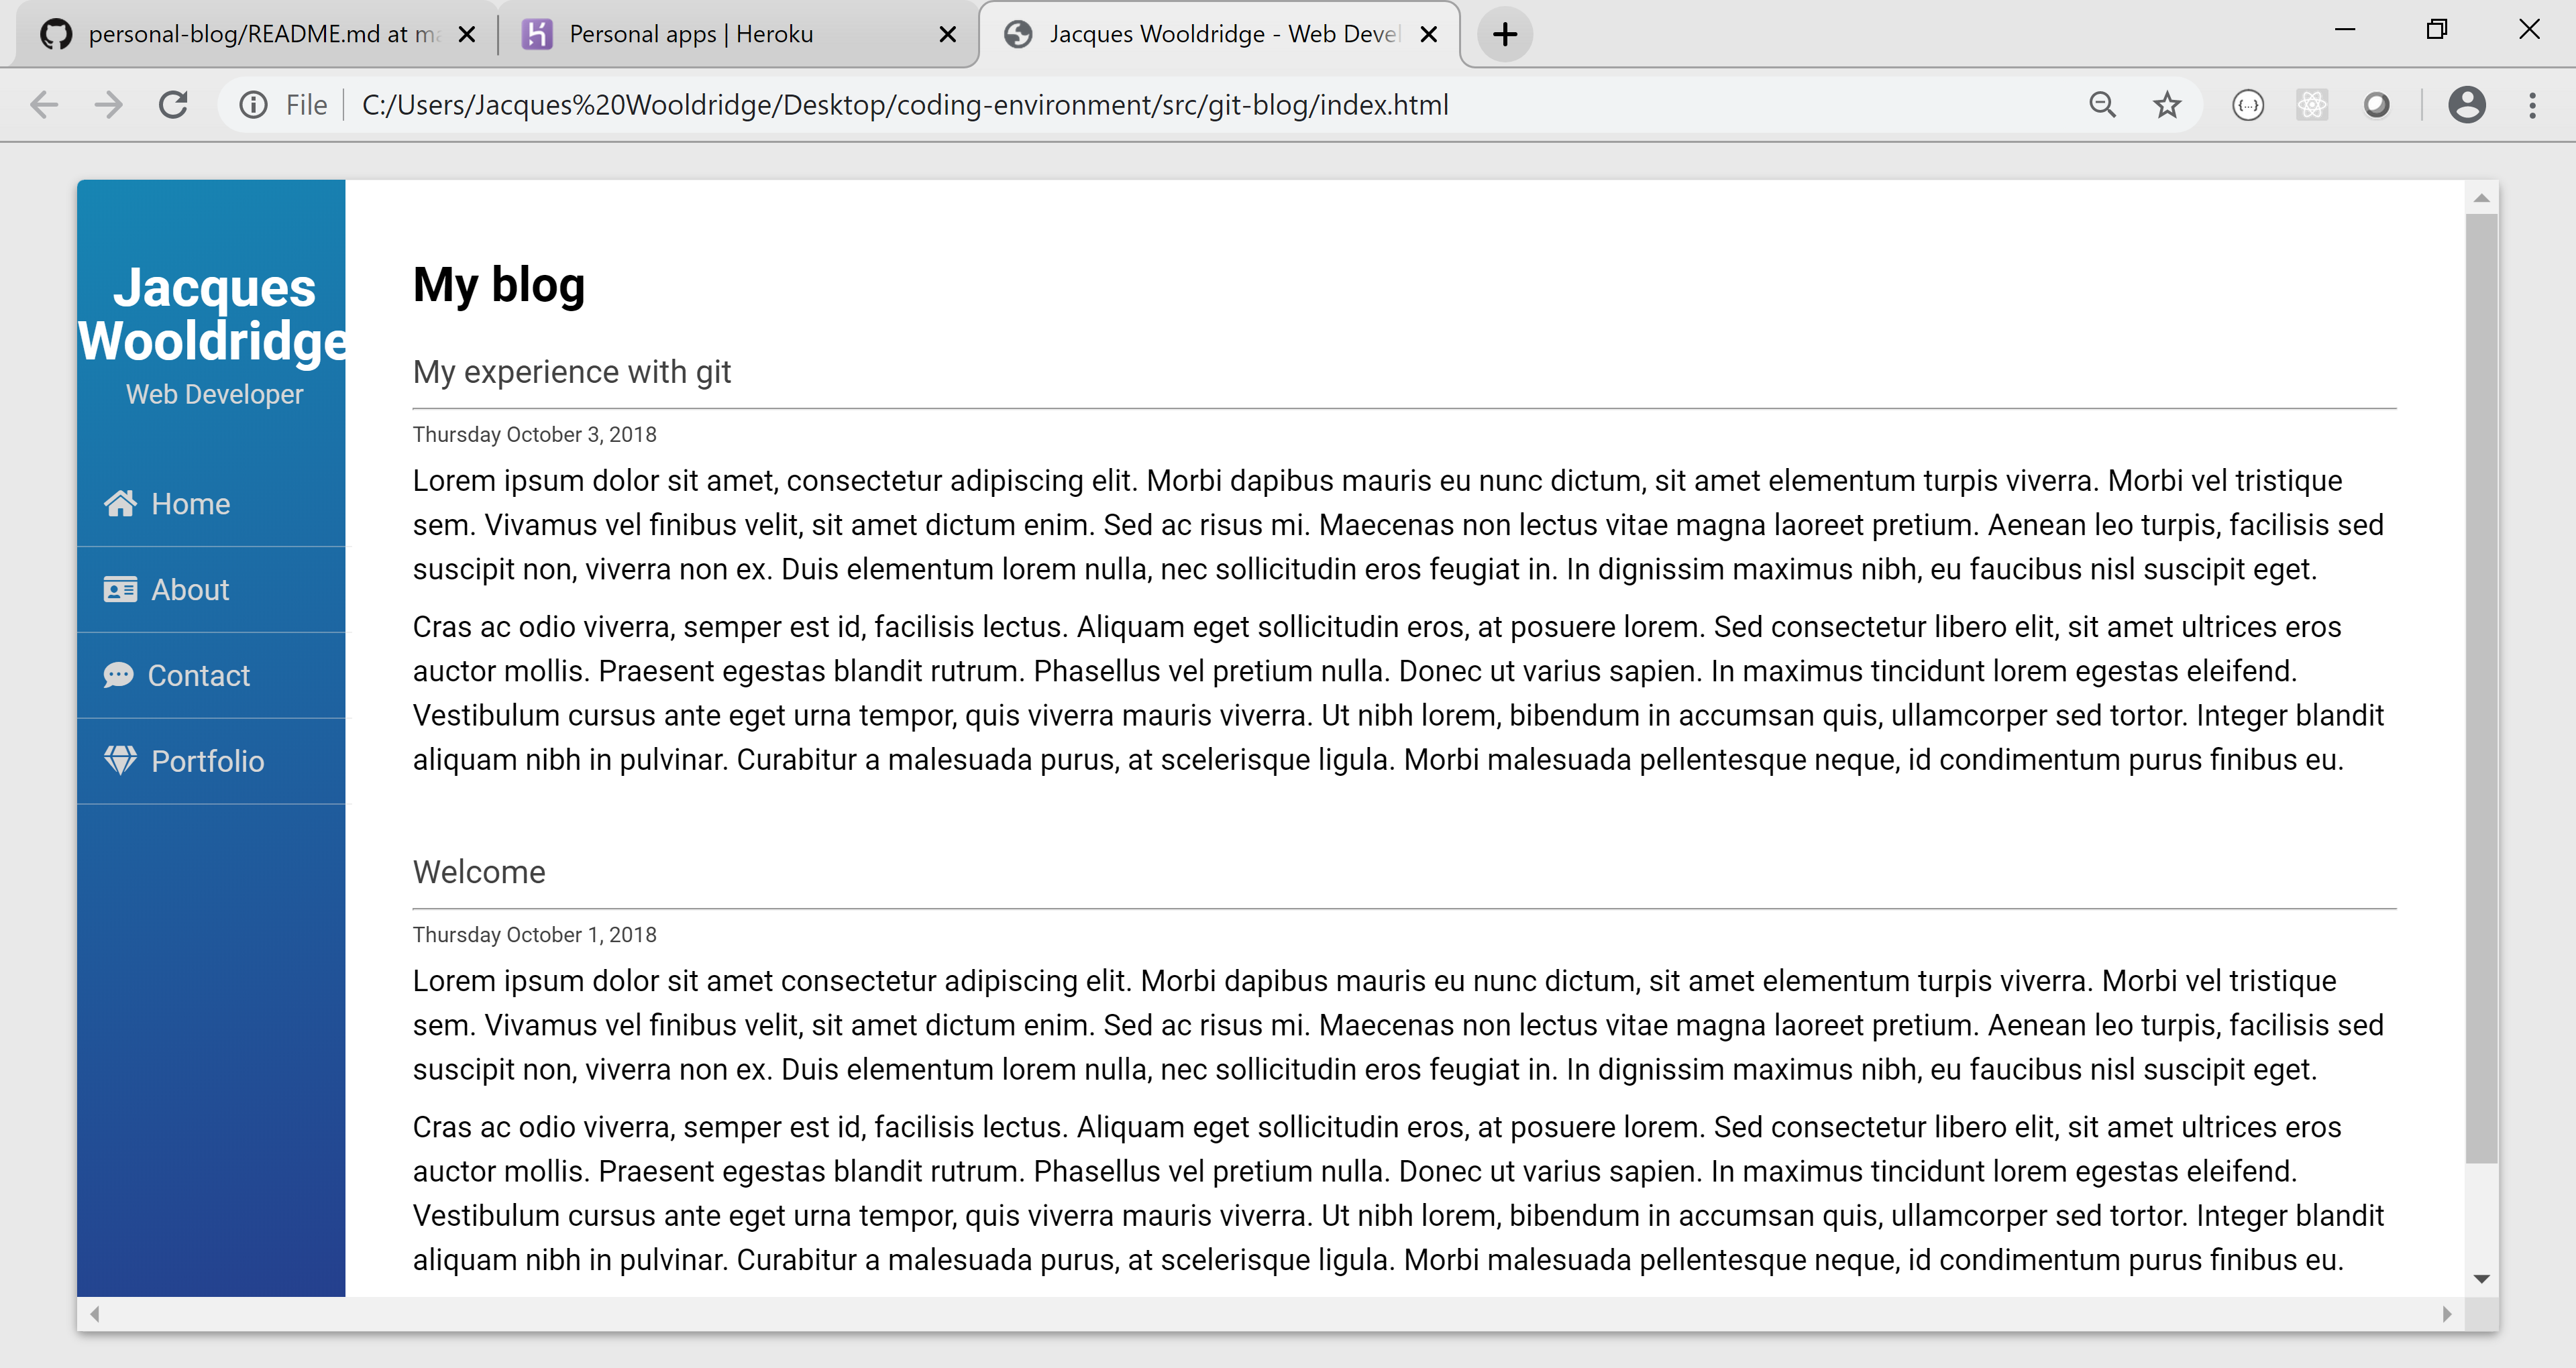 personal-blog/README.md at ma
Personal apps | Heroku
Jacques Wooldridge - Web Devel
File
C:/Users/Jacques%20Wooldridge/Desktop/coding-environment/src/git-blog/index.html
Jacques
Wooldridge
Web Developer
Home
About
Contact
Portfolio
My blog
My experience with git
Thursday October 3, 2018
Lorem ipsum dolor sit amet, consectetur adipiscing elit. Morbi dapibus mauris eu nunc dictum, sit amet elementum turpis viverra. Morbi vel tristique
sem. Vivamus vel finibus velit, sit amet dictum enim. Sed ac risus mi. Maecenas non lectus vitae magna laoreet pretium. Aenean leo turpis, facilisis sed
suscipit non, viverra non ex. Duis elementum lorem nulla, nec sollicitudin eros feugiat in. In dignissim maximus nibh, eu faucibus nisl suscipit eget.
Cras ac odio viverra, semper est id, facilisis lectus. Aliquam eget sollicitudin eros, at posuere lorem. Sed consectetur libero elit, sit amet ultrices eros
auctor mollis. Praesent egestas blandit rutrum. Phasellus vel pretium nulla. Donec ut varius sapien. In maximus tincidunt lorem egestas eleifend.
Vestibulum cursus ante eget urna tempor, quis viverra mauris viverra. Ut nibh lorem, bibendum in accumsan quis, ullamcorper sed tortor. Integer blandit
aliquam nibh in pulvinar. Curabitur a malesuada purus, at scelerisque ligula. Morbi malesuada pellentesque neque, id condimentum purus finibus eu.
Welcome
Thursday October 1, 2018
Lorem ipsum dolor sit amet consectetur adipiscing elit. Morbi dapibus mauris eu nunc dictum, sit amet elementum turpis viverra. Morbi vel tristique
sem. Vivamus vel finibus velit, sit amet dictum enim. Sed ac risus mi. Maecenas non lectus vitae magna laoreet pretium. Aenean leo turpis, facilisis sed
suscipit non, viverra non ex. Duis elementum lorem nulla, nec sollicitudin eros feugiat in. In dignissim maximus nibh, eu faucibus nisl suscipit eget.
Cras ac odio viverra, semper est id, facilisis lectus. Aliquam eget sollicitudin eros, at posuere lorem. Sed consectetur libero elit, sit amet ultrices eros
auctor mollis. Praesent egestas blandit rutrum. Phasellus vel pretium nulla. Donec ut varius sapien. In maximus tincidunt lorem egestas eleifend.
Vestibulum cursus ante eget urna tempor, quis viverra mauris viverra. Ut nibh lorem, bibendum in accumsan quis, ullamcorper sed tortor. Integer blandit
aliquam nibh in pulvinar. Curabitur a malesuada purus, at scelerisque ligula. Morbi malesuada pellentesque neque, id condimentum purus finibus eu.